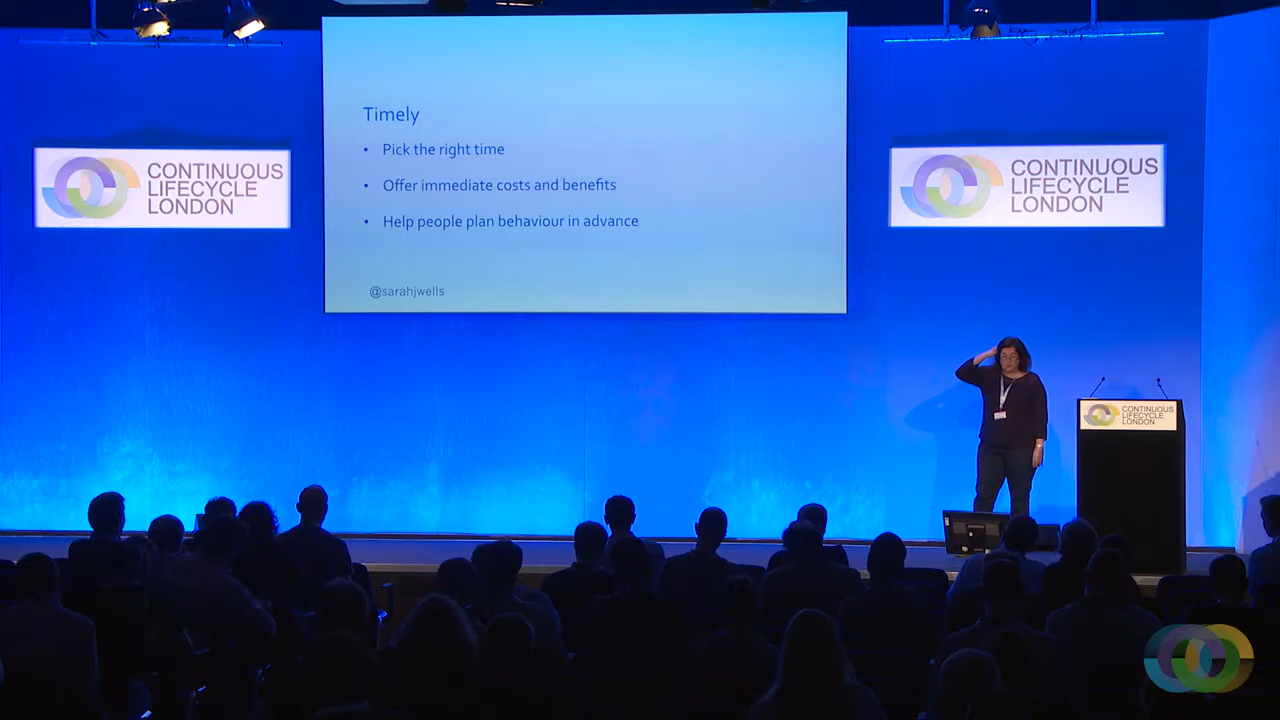 Timely
• Pick the right time
• Offer immediate costs and benefits
• Help people plan behaviour in advance
@sarahjwells
CONTINUOUS
LIFECYCLE
LONDON
CONTINUOUS
LIFECYCLE
LONDON
CONTINUOUS
LIFECYCLE
LONDON